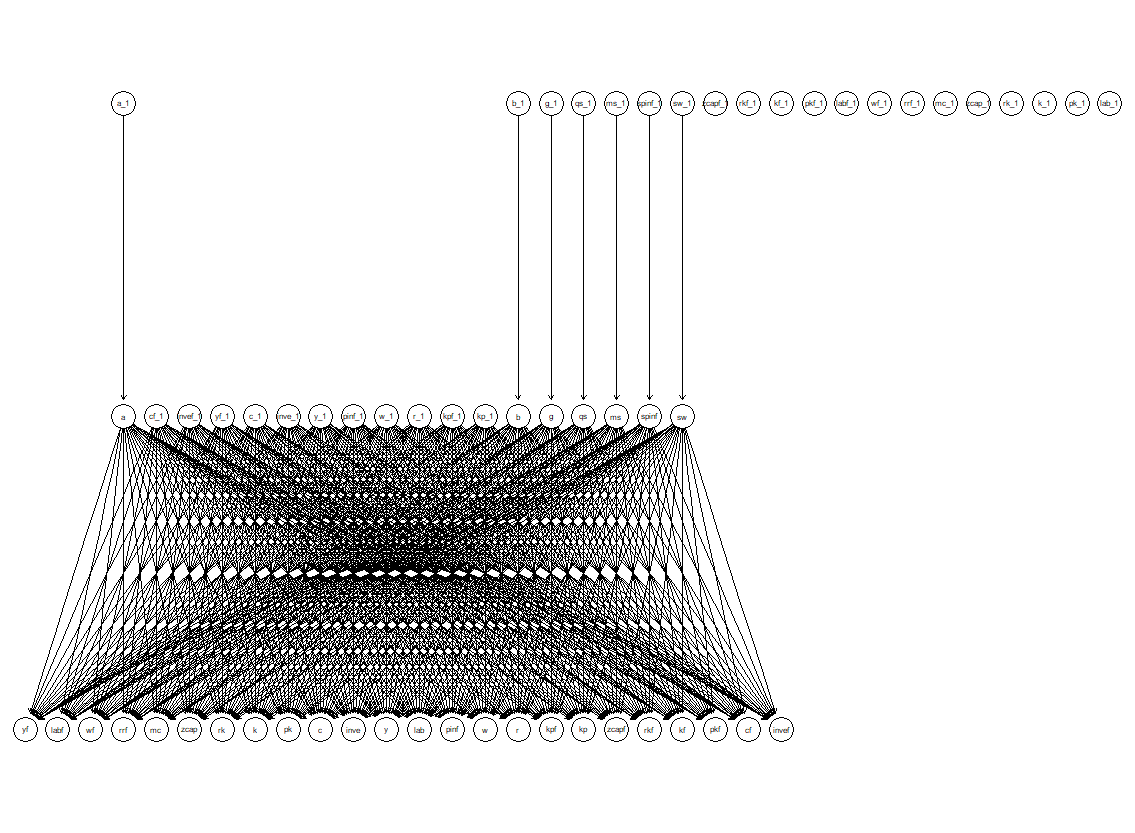 a_1 b_1 g_1 qs_1 ms_1 spinf_1 sw_1 zcapf_1 rkf_1 kf_1 pkf_1 labf_1 wf_1 rrf_1 mc_1 zcap_1 rk_1 k_1 pk_1 lab_1
a cf_1 invef_1 yf_1 c_1 inve_1 y_1 pinf_1 w_1 r_1 kpf_1 kp_1 b g qs ms spinf sw
yf labf wf rrf mc zcap rk k pk c inve y lab pinf w r kpf kp zcapf rkf kf pkf cf invef